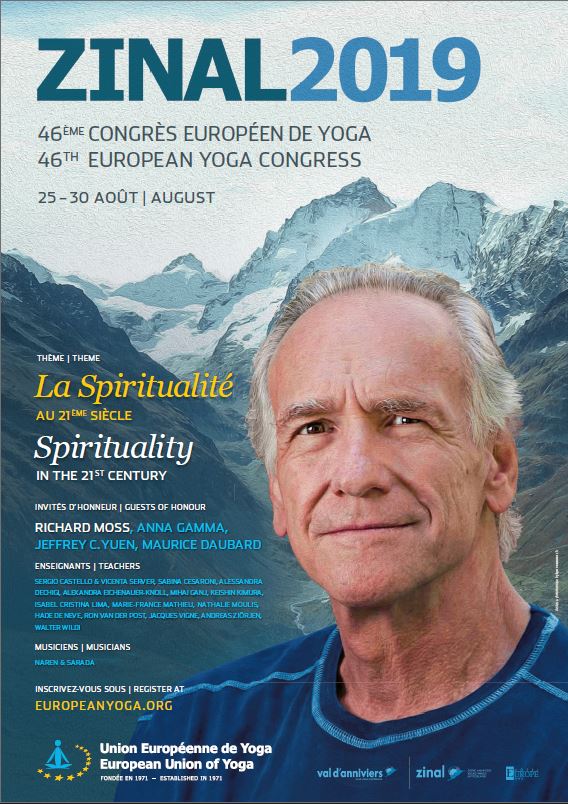 ZINAL2019
46ÈME CONGRÈS EUROPÉEN DE YOGA
46TH EUROPEAN YOGA CONGRESS
25–30 AOÛT | AUGUST
THÈME | THEME
La Spiritualité
AU 21ÈME SIÈCLE
Spirituality
IN THE 21ST CENTURY
INVITÉS D'HONNEUR | GUESTS OF HONOUR
RICHARD MOSS, ANNA GAMMA,
JEFFREY C.YUEN, MAURICE DAUBARD
ENSEIGNANTS | TEACHERS
SERGIO CASTELLO & VICENTA SERVER, SABINA CESARONI, ALESSANDRA
DECHIGI, ALEXANDRA EICHENAUER-KNOLL, MIHAI GANJ, KEISHIN KIMURA,
ISABEL CRISTINA LIMA, MARIE-FRANCE MATHIEU, NATHALIE MOULIS,
HADE DE NEVE, RON VAN DER POST, JACQUES VIGNE, ANDREAS ZIÖRJEN,
WALTER WILDI
MUSICIENS | MUSICIANS
NAREN & SARADA
INSCRIVEZ-VOUS SOUS | REGISTER AT
EUROPEANYOGA.ORG
Union Européenne de Yoga
European Union of Yoga
FONDÉE EN 1971 – ESTABLISHED IN 1971
val d'anniviers
zinal
EUROPE